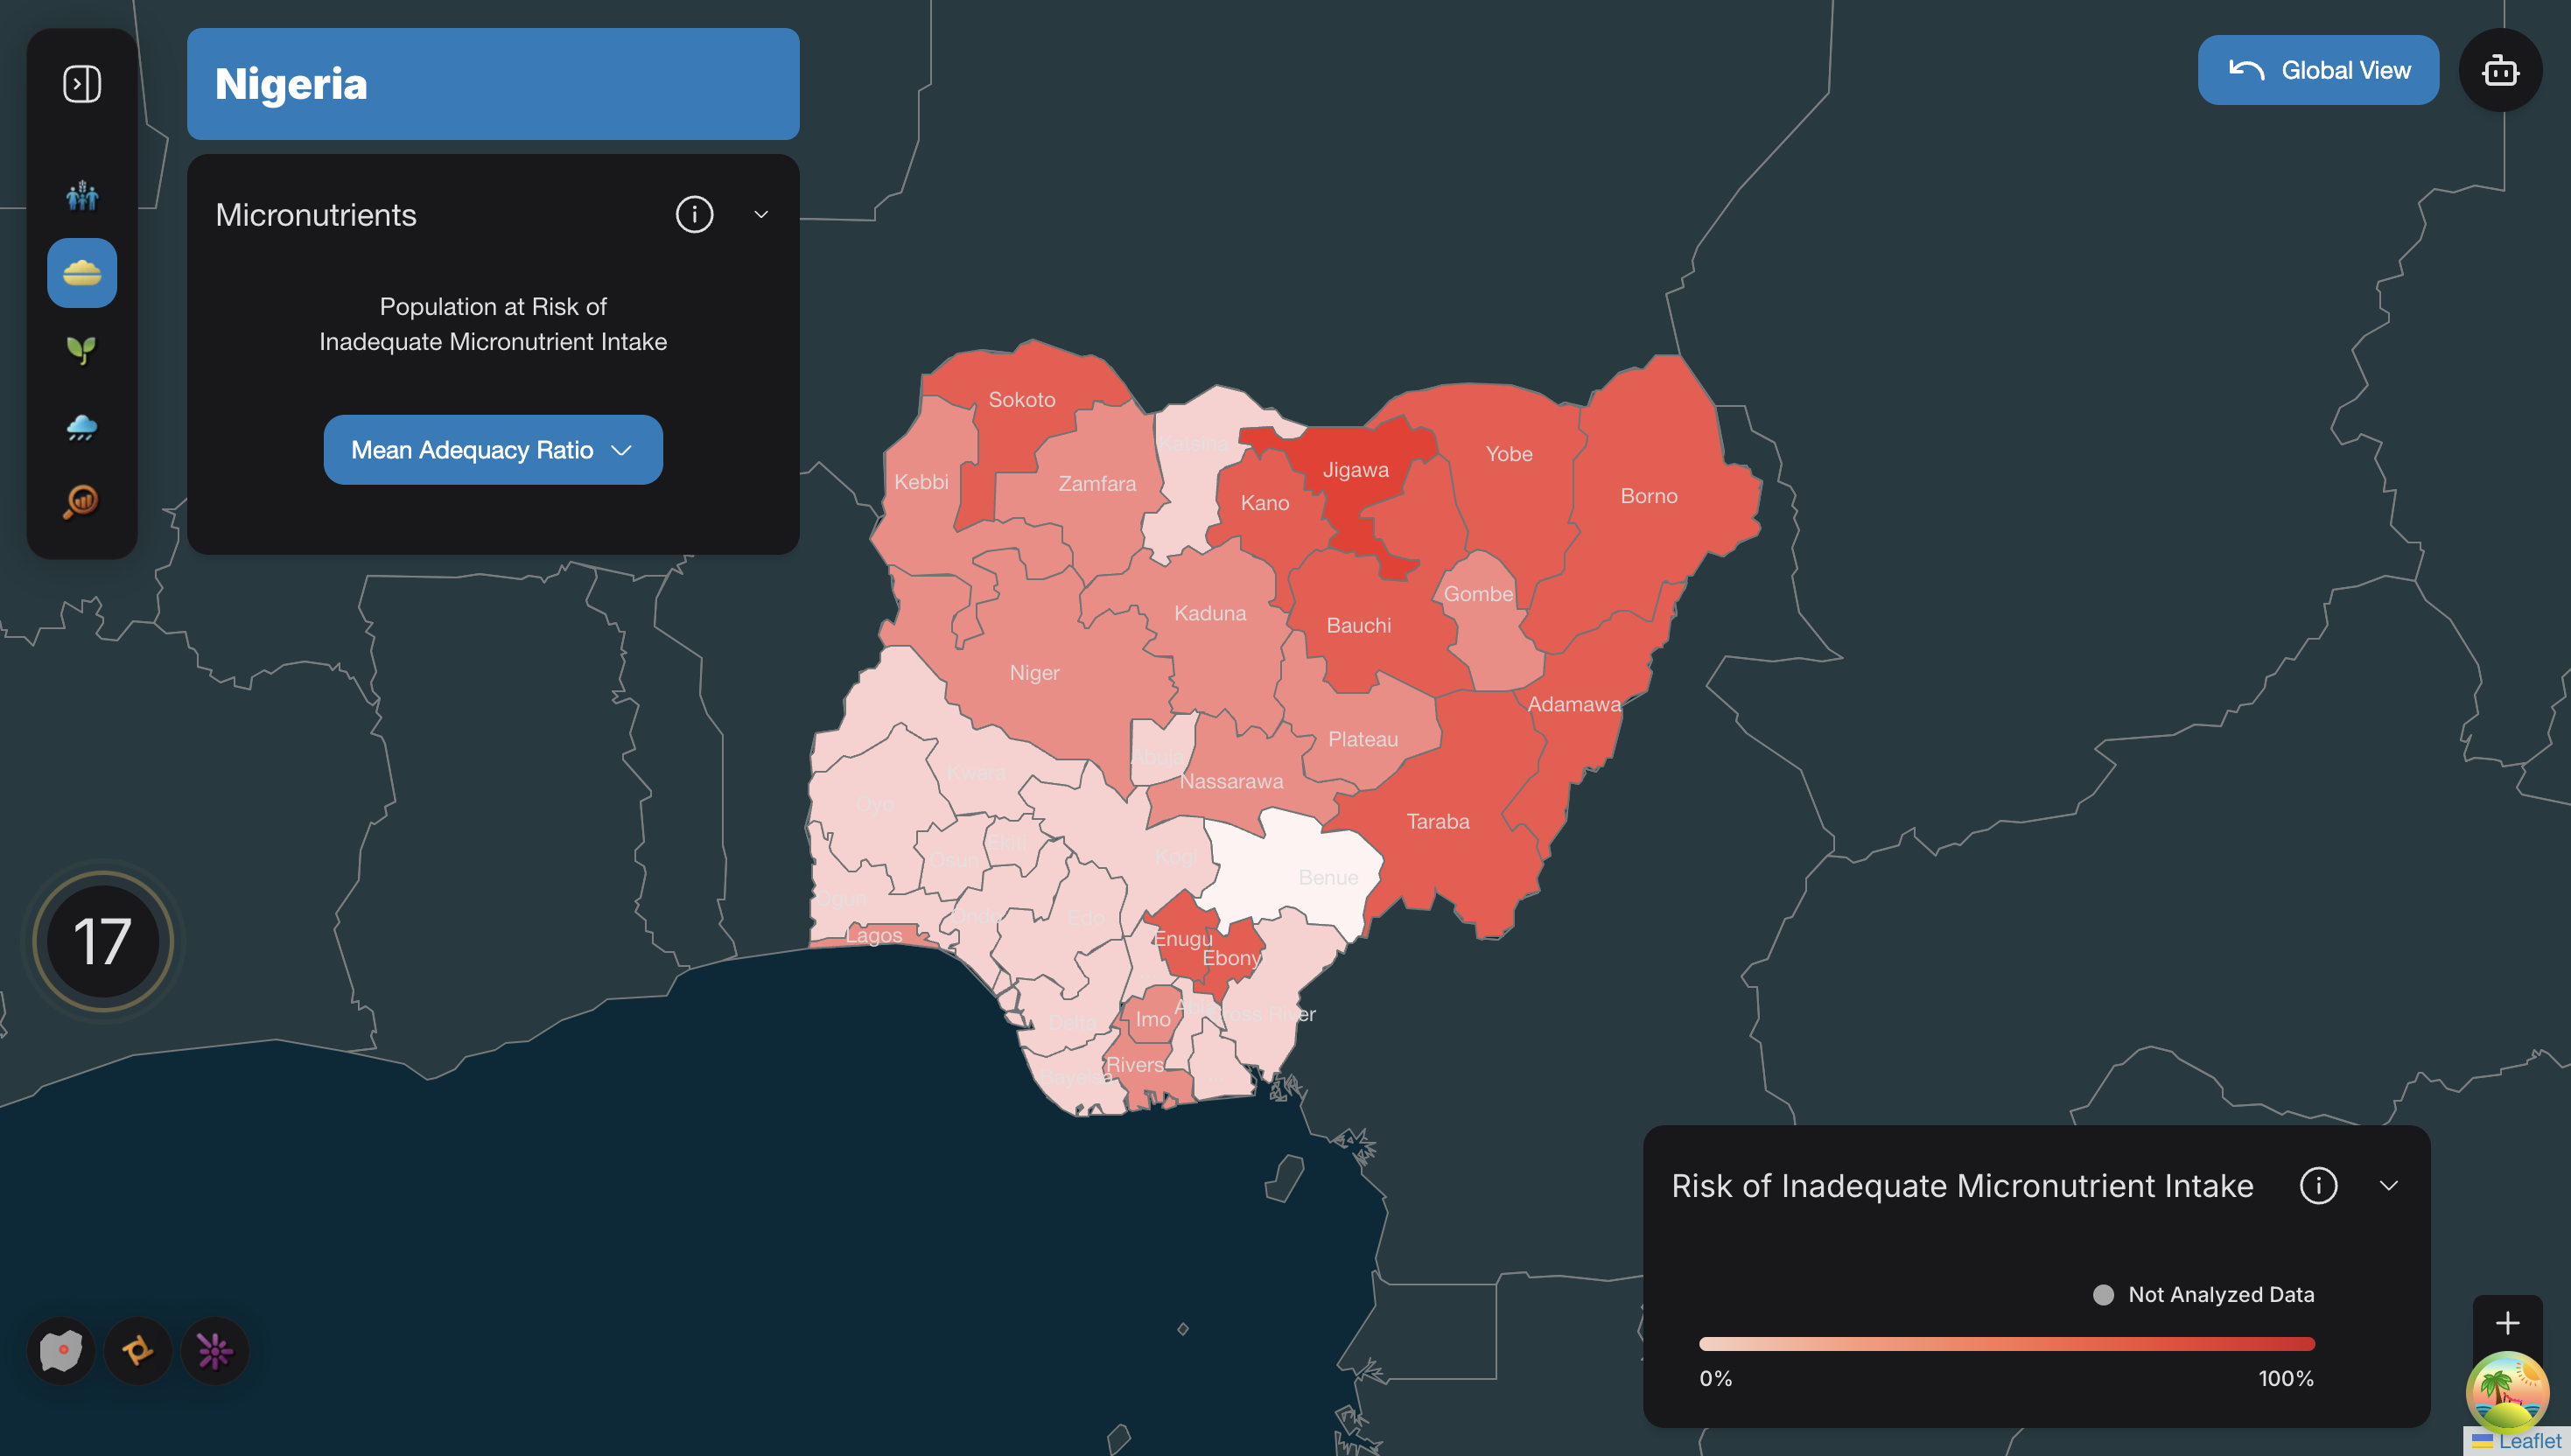 Nigeria
Global View
Micronutrients
Population at Risk of
Inadequate Micronutrient Intake
Mean Adequacy Ratio
Sokoto
Katsina
Kebbi
Zamfara
Jigawa
Kano
Yobe
Borno
Gombe
Kaduna
Bauchi
Niger
Adamawa
Plateau
Abuja
Nassarawa
Kwara
Oyo
Taraba
Ekiti
Osun
Kogi
Benue
Ogun
Ondo
Edo
Lagos
Enugu
Ebony
17
Delta
Imo
River
Rivers
Bayelsa
Risk of Inadequate Micronutrient Intake
Not Analyzed Data
0%
100%
+
Leaflet